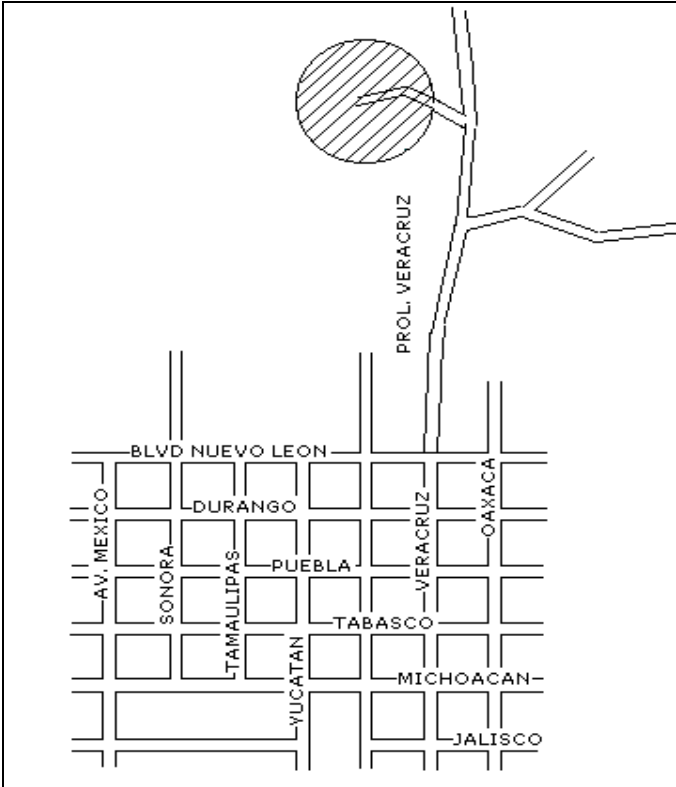 PROL. VERACRUZ
BLVD NUEVO LEON
AV. MEXICO
DURANGO
VERACRUZ
OAXACA
SONORA
TAMAULIPAS
PUEBLA
TABASCO
YUCATAN
MICHOACAN
JALISCO